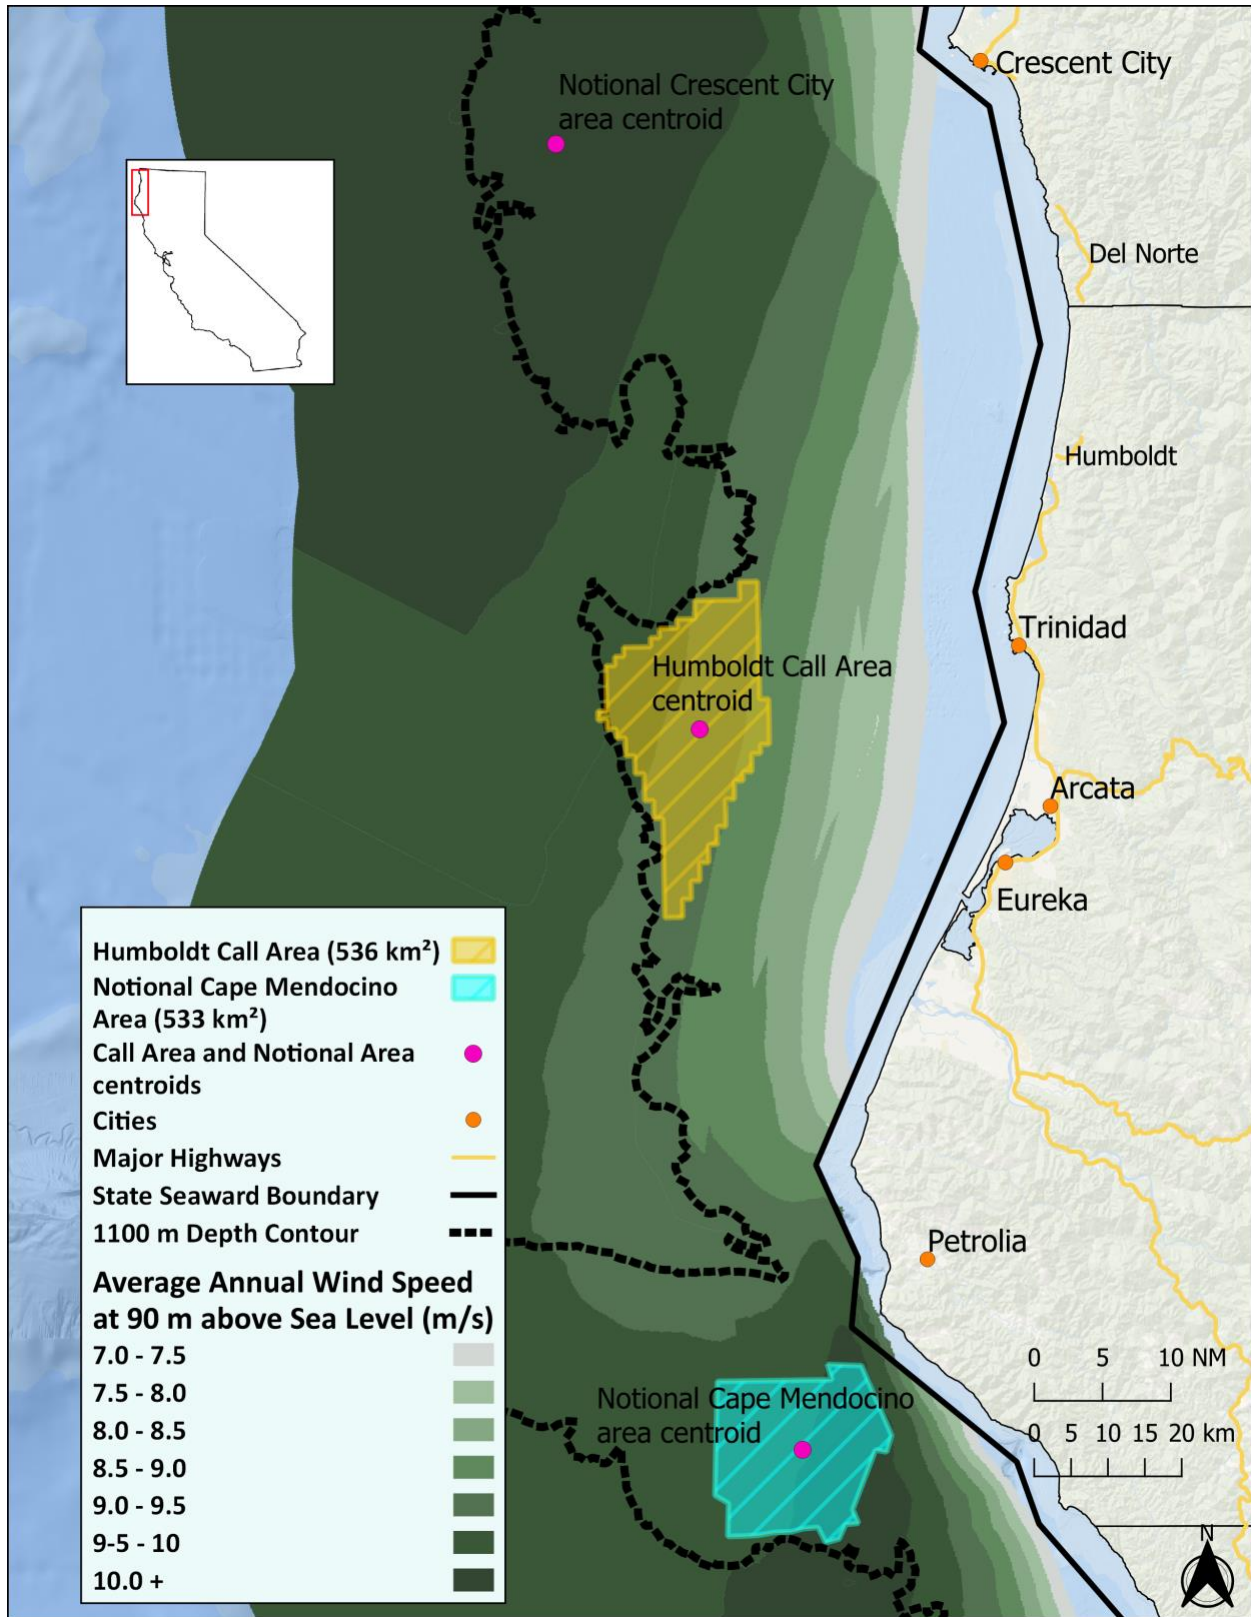 Crescent City
Notional Crescent City
area centroid
Del Norte
Humboldt
Trinidad
Humboldt Call Area
centroid
Arcata
Eureka
Humboldt Call Area (536 km²)
Notional Cape Mendocino
Area (533 km²)
Call Area and Notional Area
centroids
Cities
Major Highways
State Seaward Boundary
1100 m Depth Contour
Petrolia
Average Annual Wind Speed
at 90 m above Sea Level (m/s)
7.0 - 7.5
7.5 - 8.0
8.0 - 8.5
8.5 - 9.0
9.0 - 9.5
9-5 - 10
10.0 +
0 5 10 NM
Notional Cape Mendocino
area centroid
0 5 10 15 20 km
N